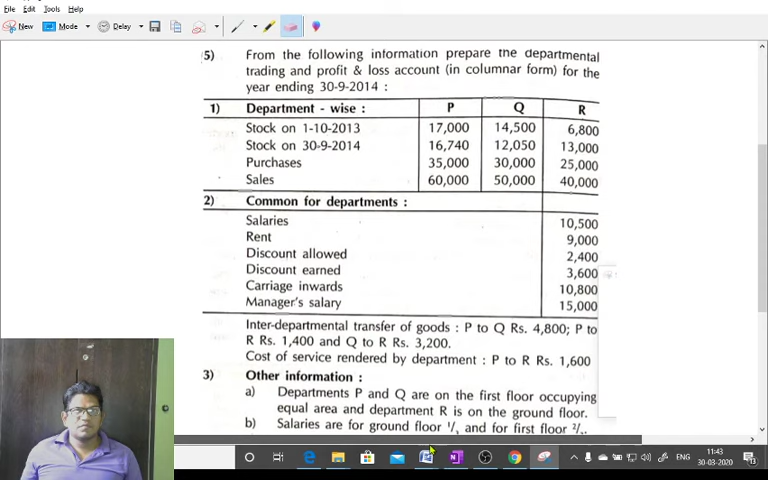 File Edit Tools Help
New Mode Delay
5) From the following information prepare the departmental
trading and profit & loss account (in columnar form) for the
year ending 30-9-2014 :
1) Department - wise : P Q R
Stock on 1-10-2013 17,000 14,500 6,800
Stock on 30-9-2014 16,740 12,050 13,000
Purchases 35,000 30,000 25,000
Sales 60,000 50,000 40,000
2) Common for departments :
Salaries 10,500
Rent 9,000
Discount allowed 2,400
Discount earned 3,600
Carriage inwards 10,800
Manager's salary 15,000
Inter-departmental transfer of goods : P to Q Rs. 4,800; P to
R Rs. 1,400 and Q to R Rs. 3,200.
Cost of service rendered by department : P to R Rs. 1,600
3) Other information :
a) Departments P and Q are on the first floor occupying
equal area and department R is on the ground floor.
b) Salaries are for ground floor and for first floor
ENG
11:43
30-03-2020